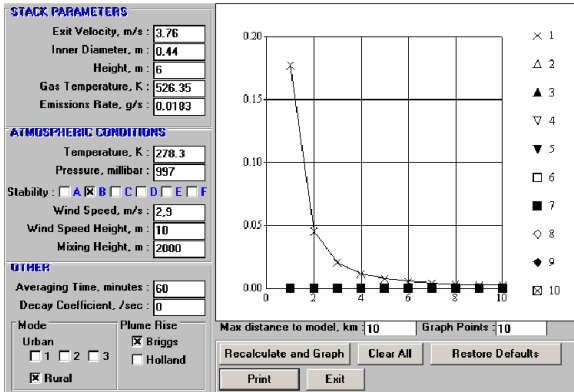 STACK PARAMETERS
Exit Velocity, m/s : 3.76
Inner Diameter, m : 0.44
Height, m : 6
Gas Temperature, K : 526.35
Emissions Rate, g/s : 0.0183
ATMOSPHERIC CONDITIONS
Temperature, K : 278.3
Pressure, millibar : 997
Stability : A B C D E F
Wind Speed, m/s : 2,9
Wind Speed Height, m : 10
Mixing Height, m : 2000
OTHER
Averaging Time, minutes : 60
Decay Coefficient, /sec : 0
Mode
Urban
1 2 3
Rural
Plume Rise
Briggs
Holland
0.20
0.15
0.10
0.05
0.00
0 2 4 6 8 10
1
2
3
4
5
6
7
8
9
10
Max distance to model, km : 10 Graph Points : 10
Recalculate and Graph Clear All Restore Defaults
Print Exit